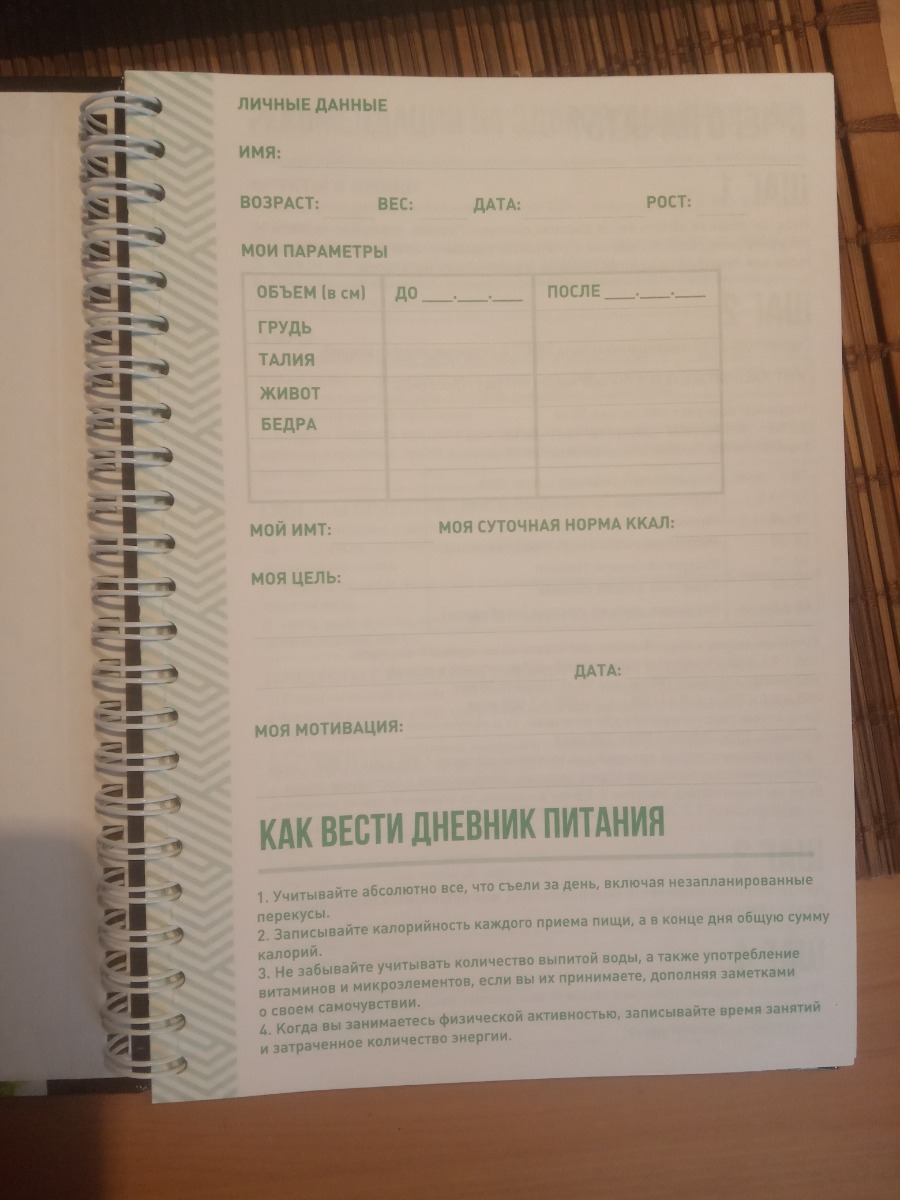 ЛИЧНЫЕ ДАННЫЕ
ИМЯ:
ВОЗРАСТ: ВЕС: ДАТА: РОСТ:
МОИ ПАРАМЕТРЫ
ОБЪЕМ (в см) ДО ___.___.___ ПОСЛЕ ___.___.___
ГРУДЬ
ТАЛИЯ
ЖИВОТ
БЕДРА
МОЙ ИМТ: МОЯ СУТОЧНАЯ НОРМА ККАЛ:
МОЯ ЦЕЛЬ:
ДАТА:
МОЯ МОТИВАЦИЯ:
КАК ВЕСТИ ДНЕВНИК ПИТАНИЯ
1. Учитывайте абсолютно все, что съели за день, включая незапланированные
перекусы.
2. Записывайте калорийность каждого приема пищи, а в конце дня общую сумму
калорий.
3. Не забывайте учитывать количество выпитой воды, а также употребление
витаминов и микроэлементов, если вы их принимаете, дополняя заметками
о своем самочувствии.
4. Когда вы занимаетесь физической активностью, записывайте время занятий
и затраченное количество энергии.